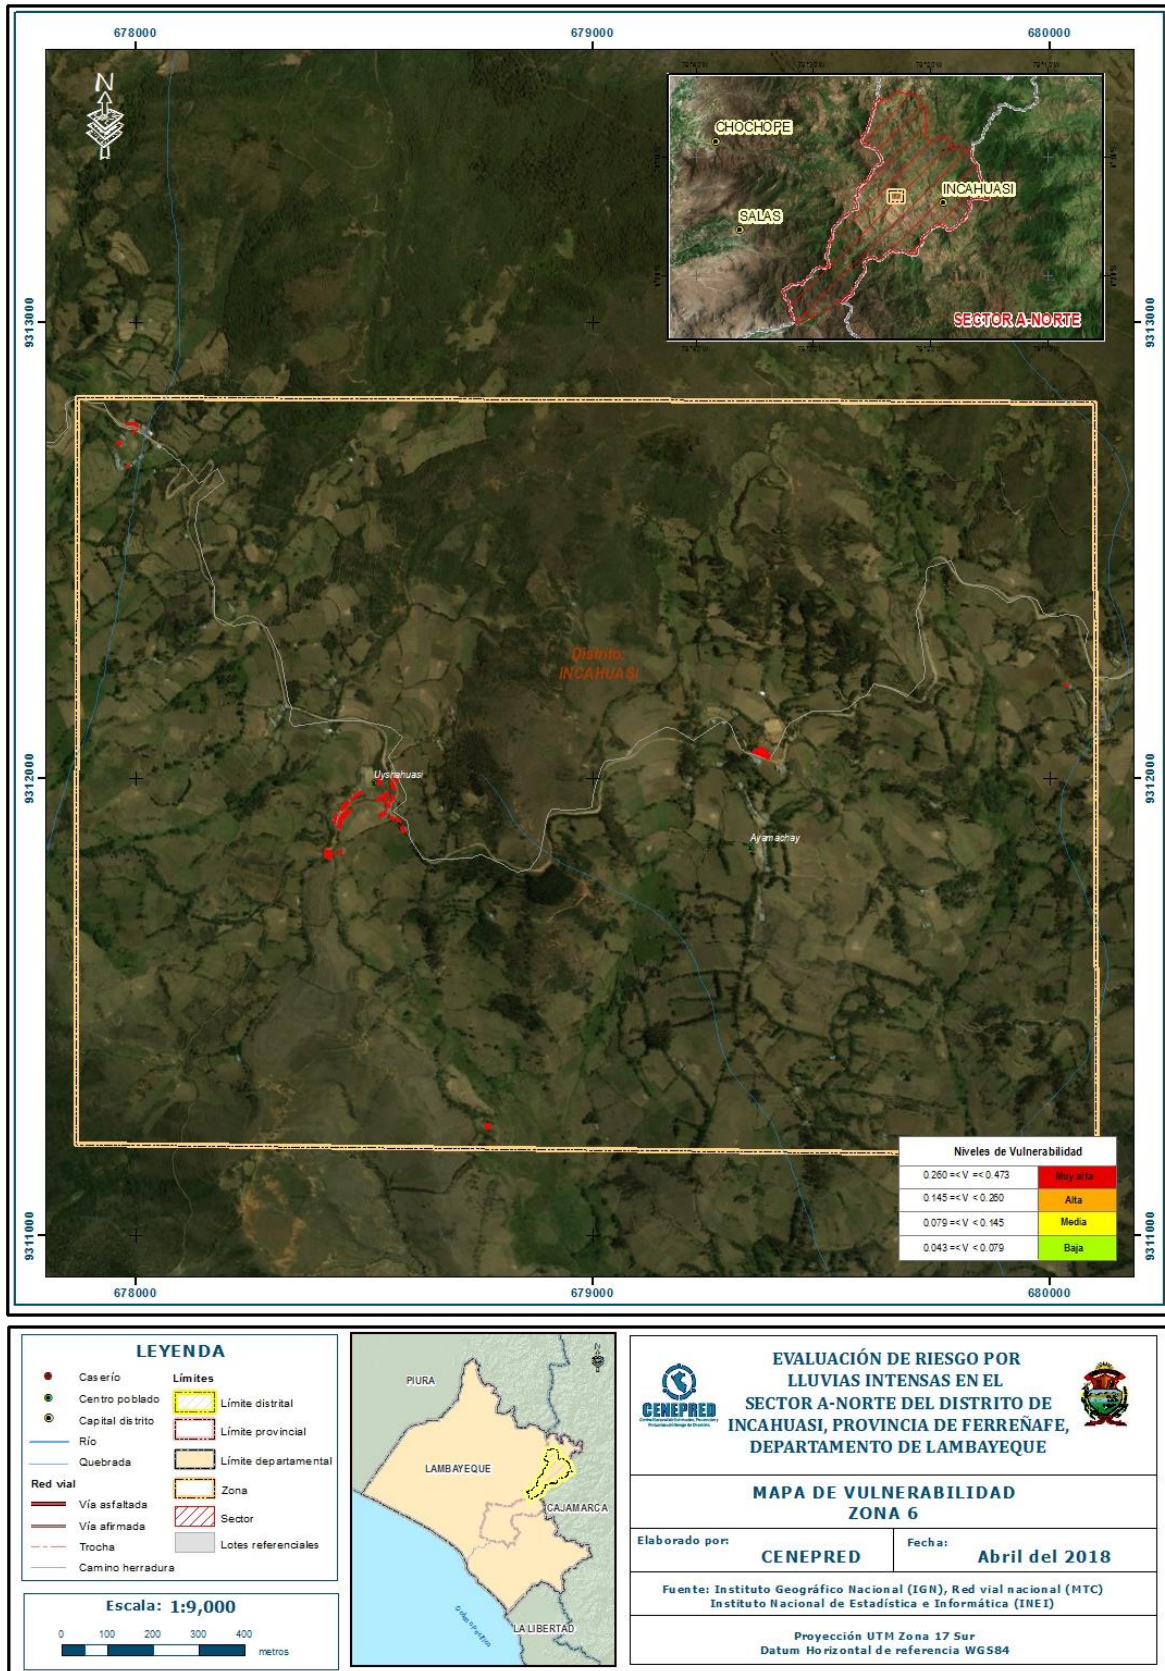 678000
679000
680000
N
CHOCHOPE
INCAHUASI
SALAS
SECTOR A-NORTE
9313000
9313000
Distrito:
INCAHUASI
9312000
9312000
Uysnahuasi
Ayamachay
Niveles de Vulnerabilidad
0.260 =< V =< 0.473 Muy alta
0.145 =< V < 0.260 Alta
0.079 =< V < 0.145 Media
0.043 =< V < 0.079 Baja
9311000
9311000
678000
679000
680000
LEYENDA
Caserío
Centro poblado
Capital distrito
Río
Quebrada
Red vial
Vía asfaltada
Vía afirmada
Trocha
Camino herradura
Límites
Límite distrital
Límite provincial
Límite departamental
Zona
Sector
Lotes referenciales
Escala: 1:9,000
0 100 200 300 400
metros
N
PIURA
LAMBAYEQUE
CAJAMARCA
LA LIBERTAD
CENEPRED
EVALUACIÓN DE RIESGO POR
LLUVIAS INTENSAS EN EL
SECTOR A-NORTE DEL DISTRITO DE
INCAHUASI, PROVINCIA DE FERREÑAFE,
DEPARTAMENTO DE LAMBAYEQUE
MAPA DE VULNERABILIDAD
ZONA 6
Elaborado por:
CENEPRED
Fecha:
Abril del 2018
Fuente: Instituto Geográfico Nacional (IGN), Red vial nacional (MTC)
Instituto Nacional de Estadística e Informática (INEI)
Proyección UTM Zona 17 Sur
Datum Horizontal de referencia WGS84